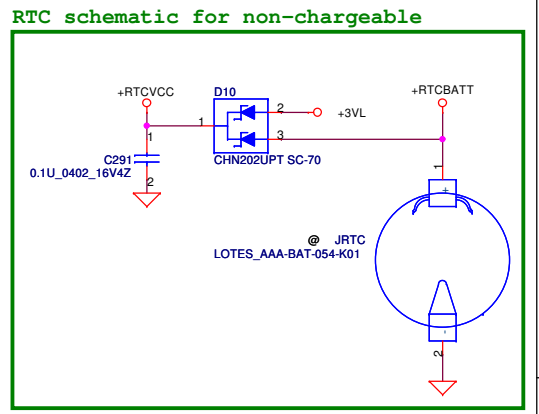 RTC schematic for non-chargeable
+RTCVCC
D10
+RTCBATT
2
+3VL
1
3
1
C291
0.1U_0402_16V4Z
CHN202UPT SC-70
2
1
+
@ JRTC
LOTES_AAA-BAT-054-K01
-
2